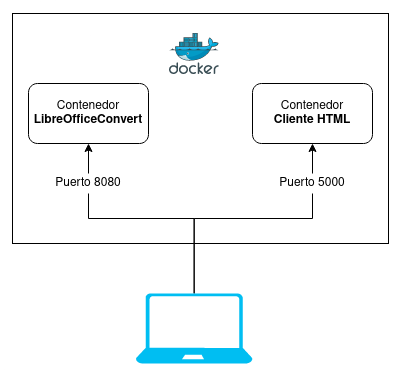 docker
Contenedor
LibreOfficeConvert
Contenedor
Cliente HTML
Puerto 8080
Puerto 5000